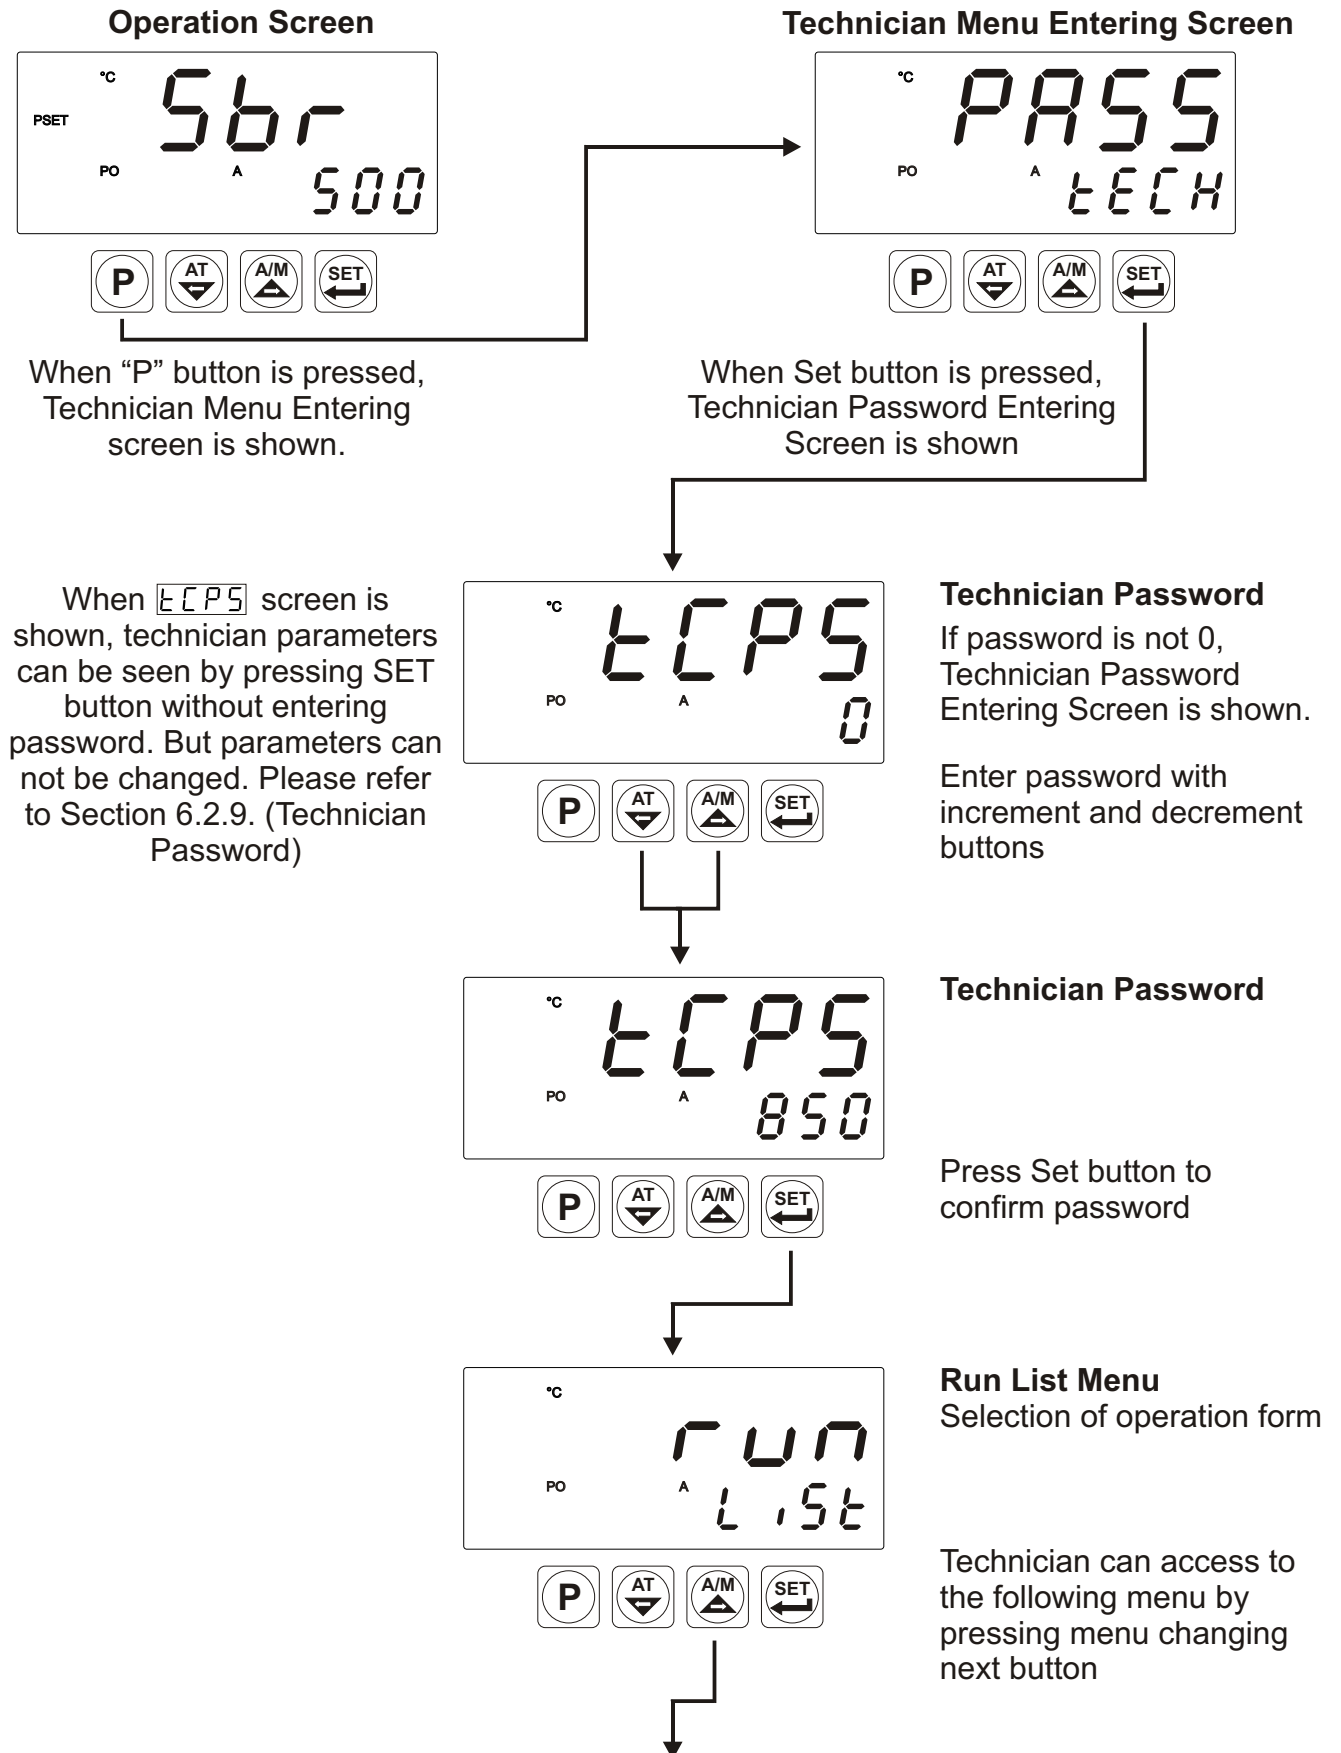 Operation Screen
°C
Sbr
PSET
PO
A
500
P
AT
A/M
SET
When “P” button is pressed,
Technician Menu Entering
screen is shown.
Technician Menu Entering Screen
°C
PASS
PO
A
tECH
P
AT
A/M
SET
When Set button is pressed,
Technician Password Entering
Screen is shown
When tCPS screen is
shown, technician parameters
can be seen by pressing SET
button without entering
password. But parameters can
not be changed. Please refer
to Section 6.2.9. (Technician
Password)
°C
tCPS
PO
A
0
P
AT
A/M
SET
Technician Password
If password is not 0,
Technician Password
Entering Screen is shown.
Enter password with
increment and decrement
buttons
°C
tCPS
PO
A
850
P
AT
A/M
SET
Technician Password
Press Set button to
confirm password
°C
run
PO
A
LiSt
P
AT
A/M
SET
Run List Menu
Selection of operation form
Technician can access to
the following menu by
pressing menu changing
next button